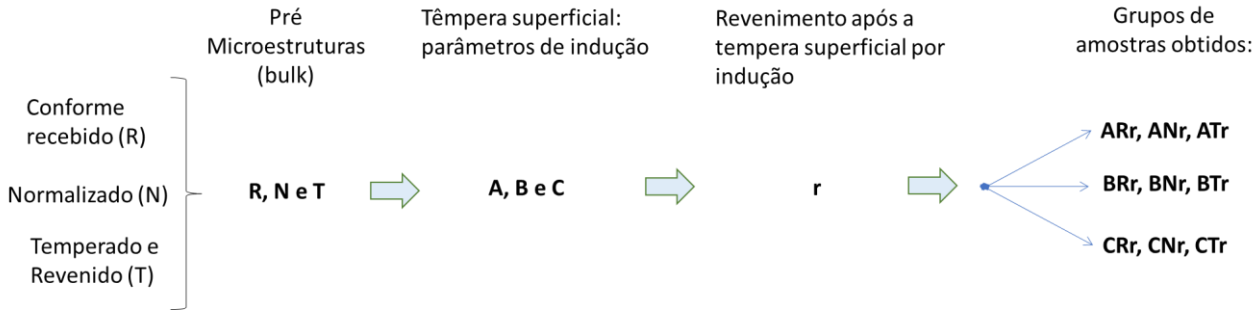 Pré
Microestruturas
(bulk)
Têmpera superficial:
parâmetros de indução
Revenimento após a
tempera superficial por
indução
Grupos de
amostras obtidos:
Conforme
recebido (R)
Normalizado (N)
Temperado e
Revenido (T)
R, N e T
A, B e C
r
ARr, ANr, ATr
BRr, BNr, BTr
CRr, CNr, CTr